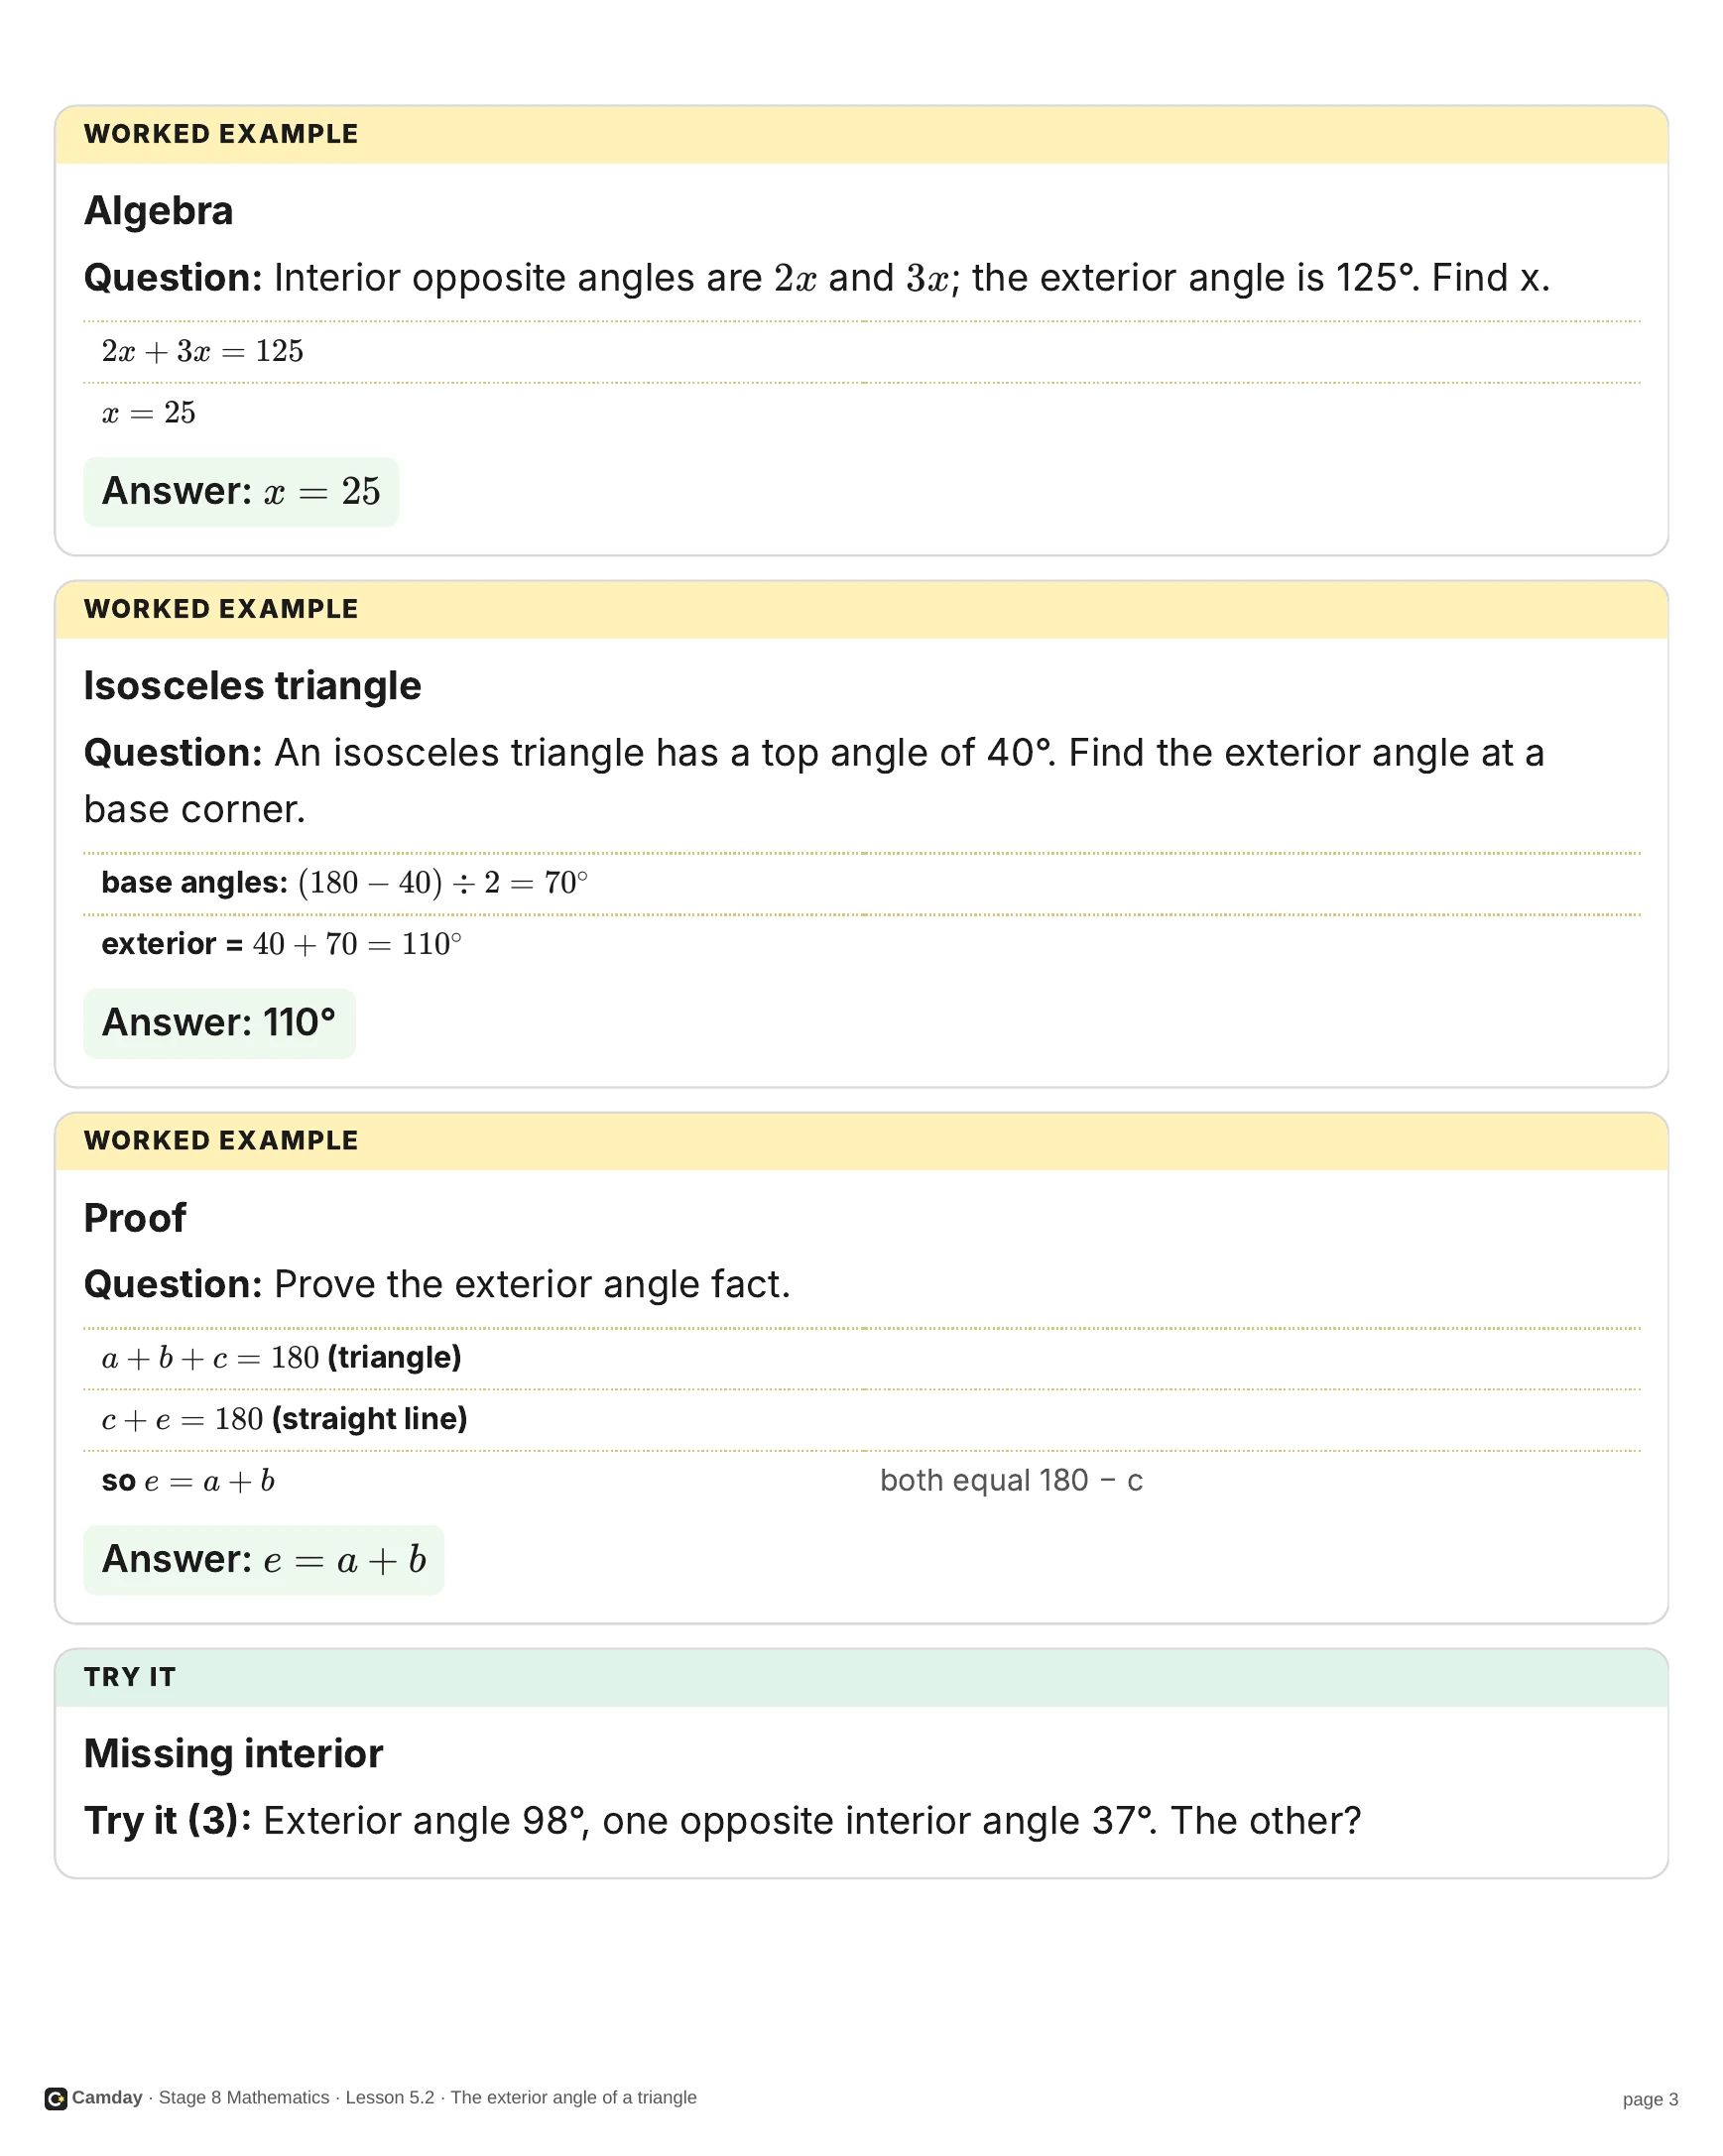 WORKED EXAMPLE
Algebra
Question: Interior opposite angles are 2x and 3x; the exterior angle is 125°. Find x.
2x + 3x = 125
x = 25
Answer: x = 25
WORKED EXAMPLE
Isosceles triangle
Question: An isosceles triangle has a top angle of 40°. Find the exterior angle at a
base corner.
base angles: (180 − 40) ÷ 2 = 70°
exterior = 40 + 70 = 110°
Answer: 110°
WORKED EXAMPLE
Proof
Question: Prove the exterior angle fact.
a + b + c = 180 (triangle)
c + e = 180 (straight line)
so e = a + b both equal 180 − c
Answer: e = a + b
TRY IT
Missing interior
Try it (3): Exterior angle 98°, one opposite interior angle 37°. The other?
Camday · Stage 8 Mathematics · Lesson 5.2 · The exterior angle of a triangle page 3